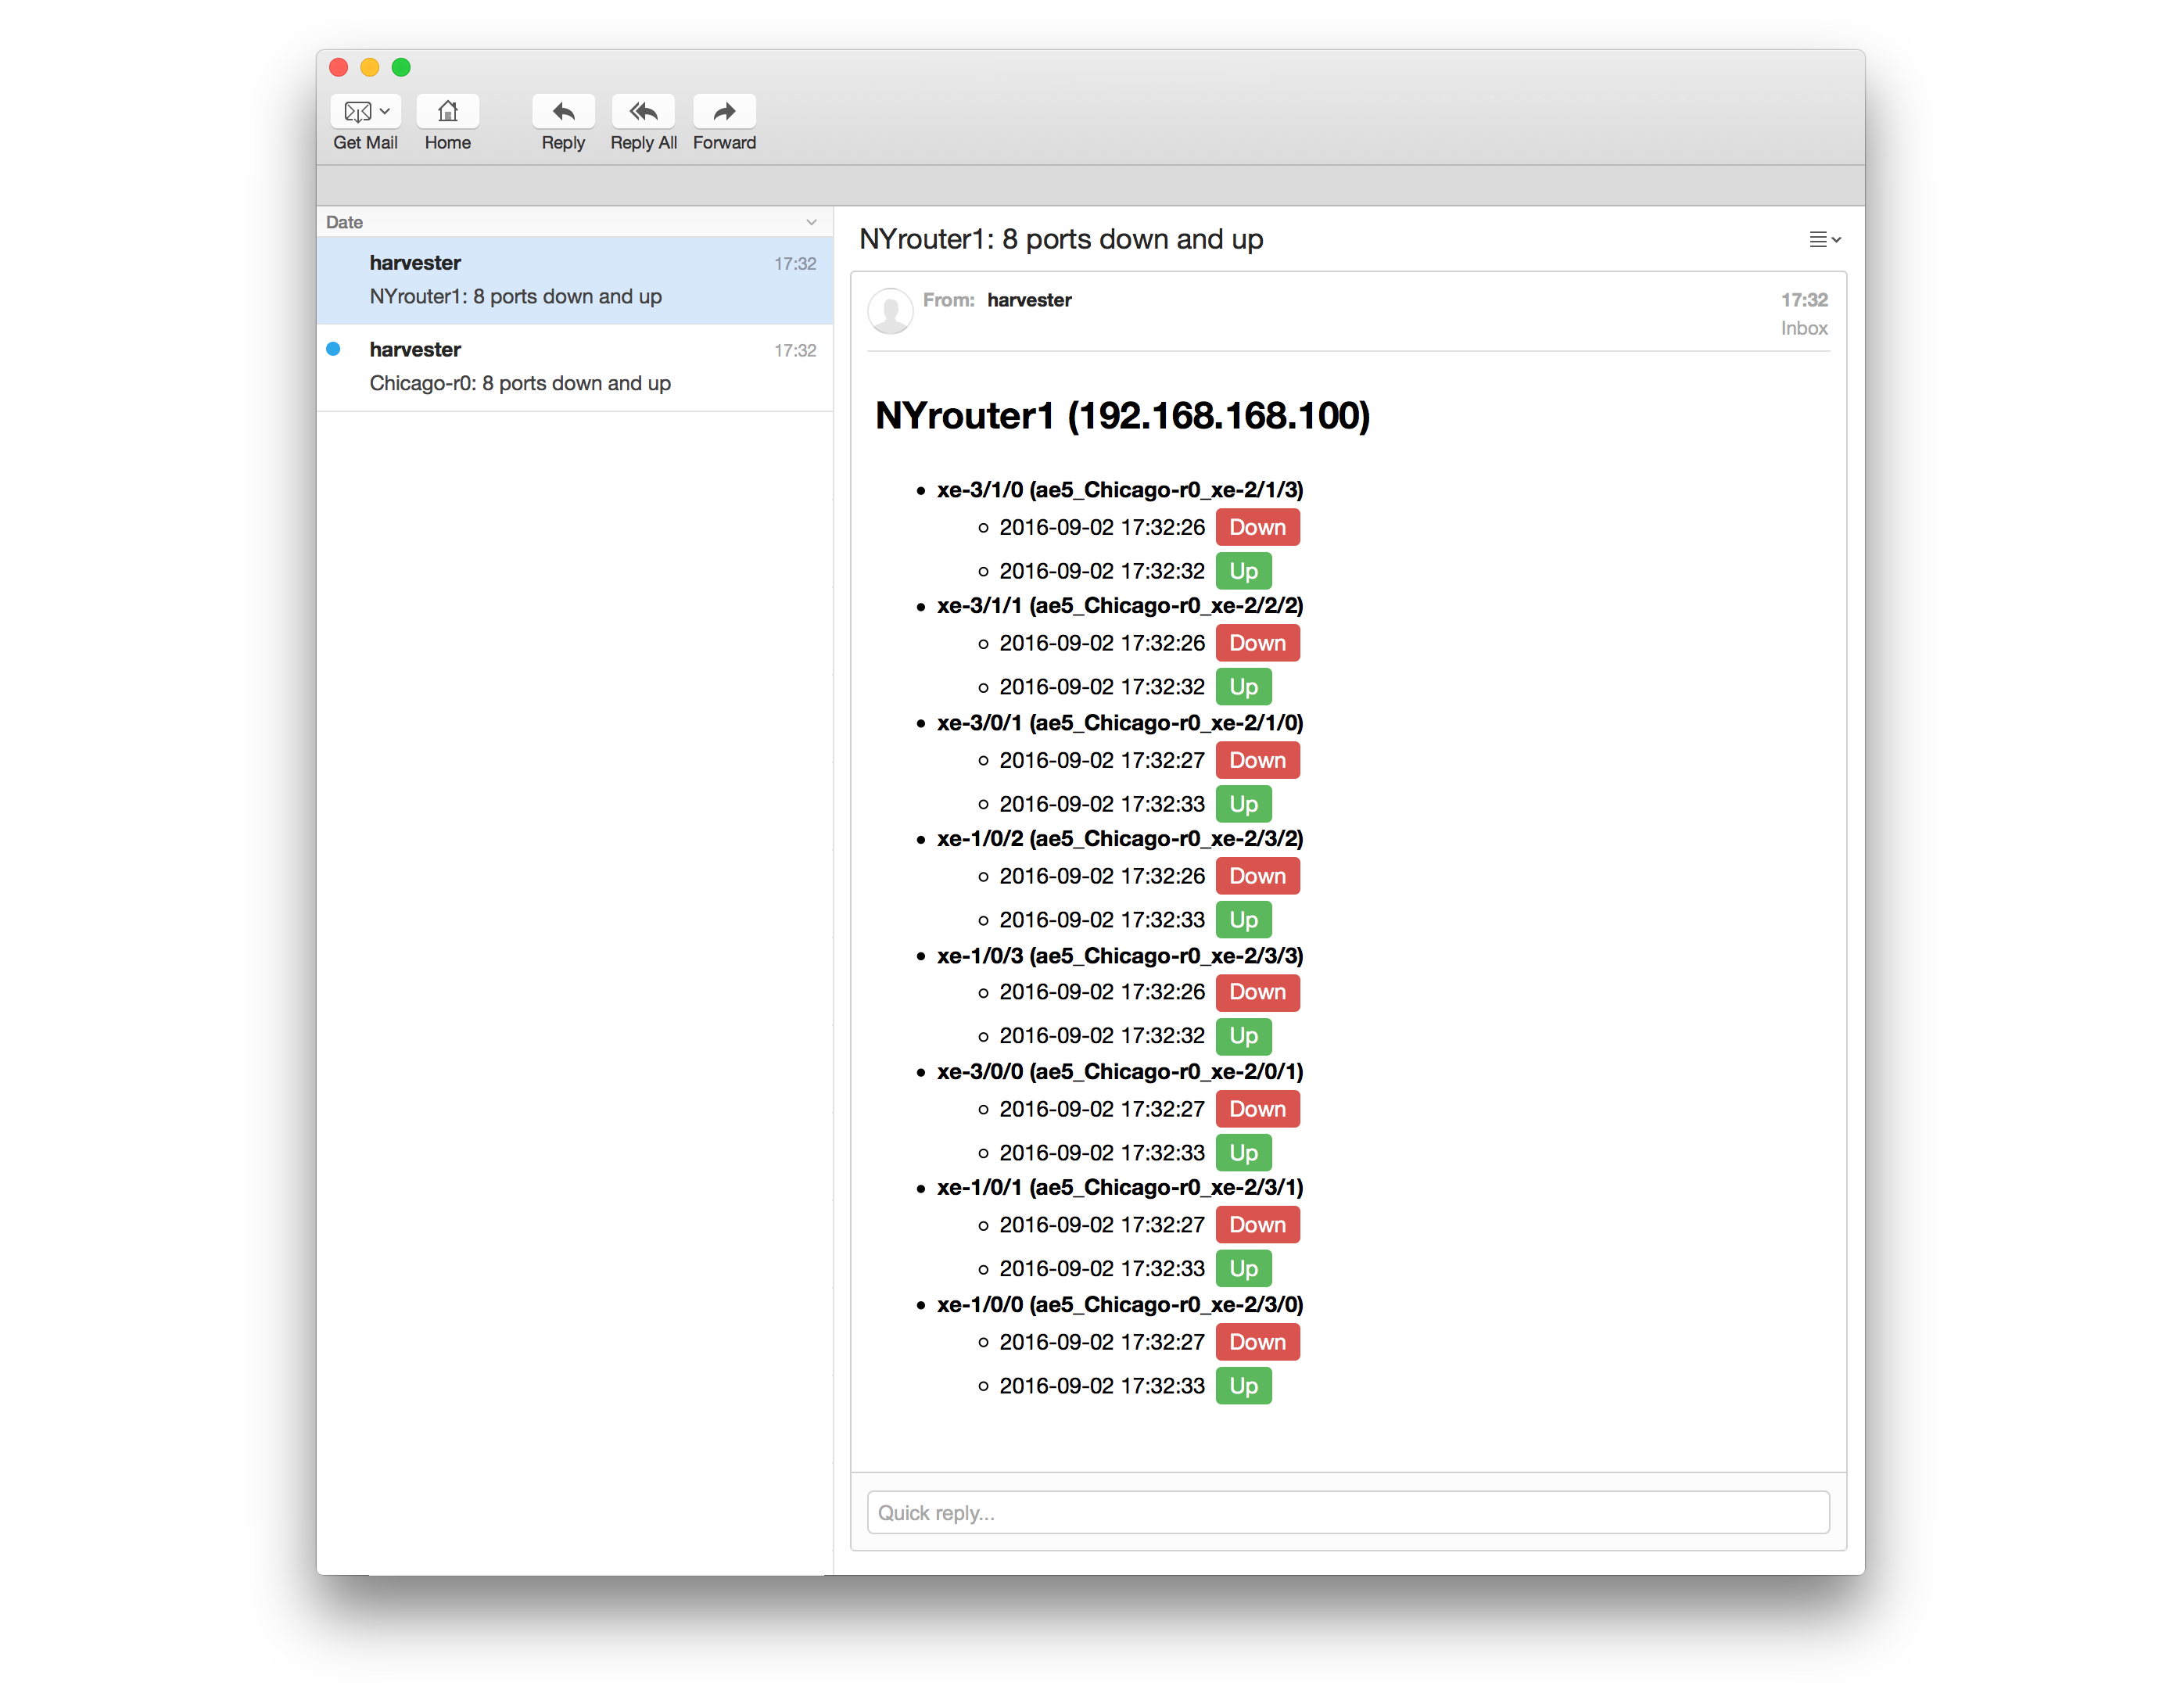 Get Mail
Home
Reply
Reply All
Forward
Date
harvester 17:32
NYrouter1: 8 ports down and up
harvester 17:32
Chicago-r0: 8 ports down and up
NYrouter1: 8 ports down and up
From: harvester 17:32
Inbox
NYrouter1 (192.168.168.100)
xe-3/1/0 (ae5_Chicago-r0_xe-2/1/3)
2016-09-02 17:32:26 Down
2016-09-02 17:32:32 Up
xe-3/1/1 (ae5_Chicago-r0_xe-2/2/2)
2016-09-02 17:32:26 Down
2016-09-02 17:32:32 Up
xe-3/0/1 (ae5_Chicago-r0_xe-2/1/0)
2016-09-02 17:32:27 Down
2016-09-02 17:32:33 Up
xe-1/0/2 (ae5_Chicago-r0_xe-2/3/2)
2016-09-02 17:32:26 Down
2016-09-02 17:32:33 Up
xe-1/0/3 (ae5_Chicago-r0_xe-2/3/3)
2016-09-02 17:32:26 Down
2016-09-02 17:32:32 Up
xe-3/0/0 (ae5_Chicago-r0_xe-2/0/1)
2016-09-02 17:32:27 Down
2016-09-02 17:32:33 Up
xe-1/0/1 (ae5_Chicago-r0_xe-2/3/1)
2016-09-02 17:32:27 Down
2016-09-02 17:32:33 Up
xe-1/0/0 (ae5_Chicago-r0_xe-2/3/0)
2016-09-02 17:32:27 Down
2016-09-02 17:32:33 Up
Quick reply...